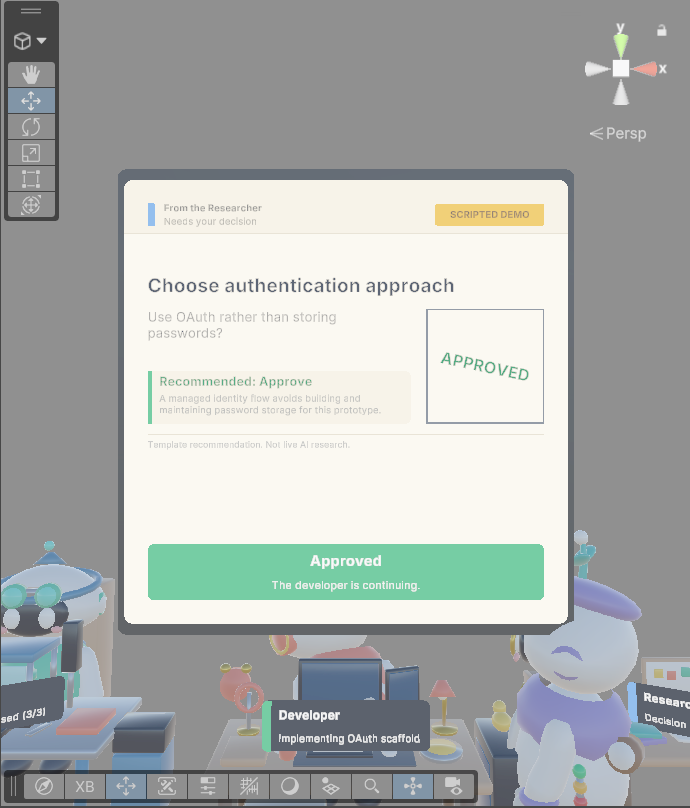 y
x
Persp
From the Researcher
Needs your decision
SCRIPTED DEMO
Choose authentication approach
Use OAuth rather than storing
passwords?
APPROVED
Recommended: Approve
A managed identity flow avoids building and
maintaining password storage for this prototype.
Template recommendation. Not live AI research.
Approved
The developer is continuing.
sed (3/3)
Developer
Implementing OAuth scaffold
Researc
Decision
XB